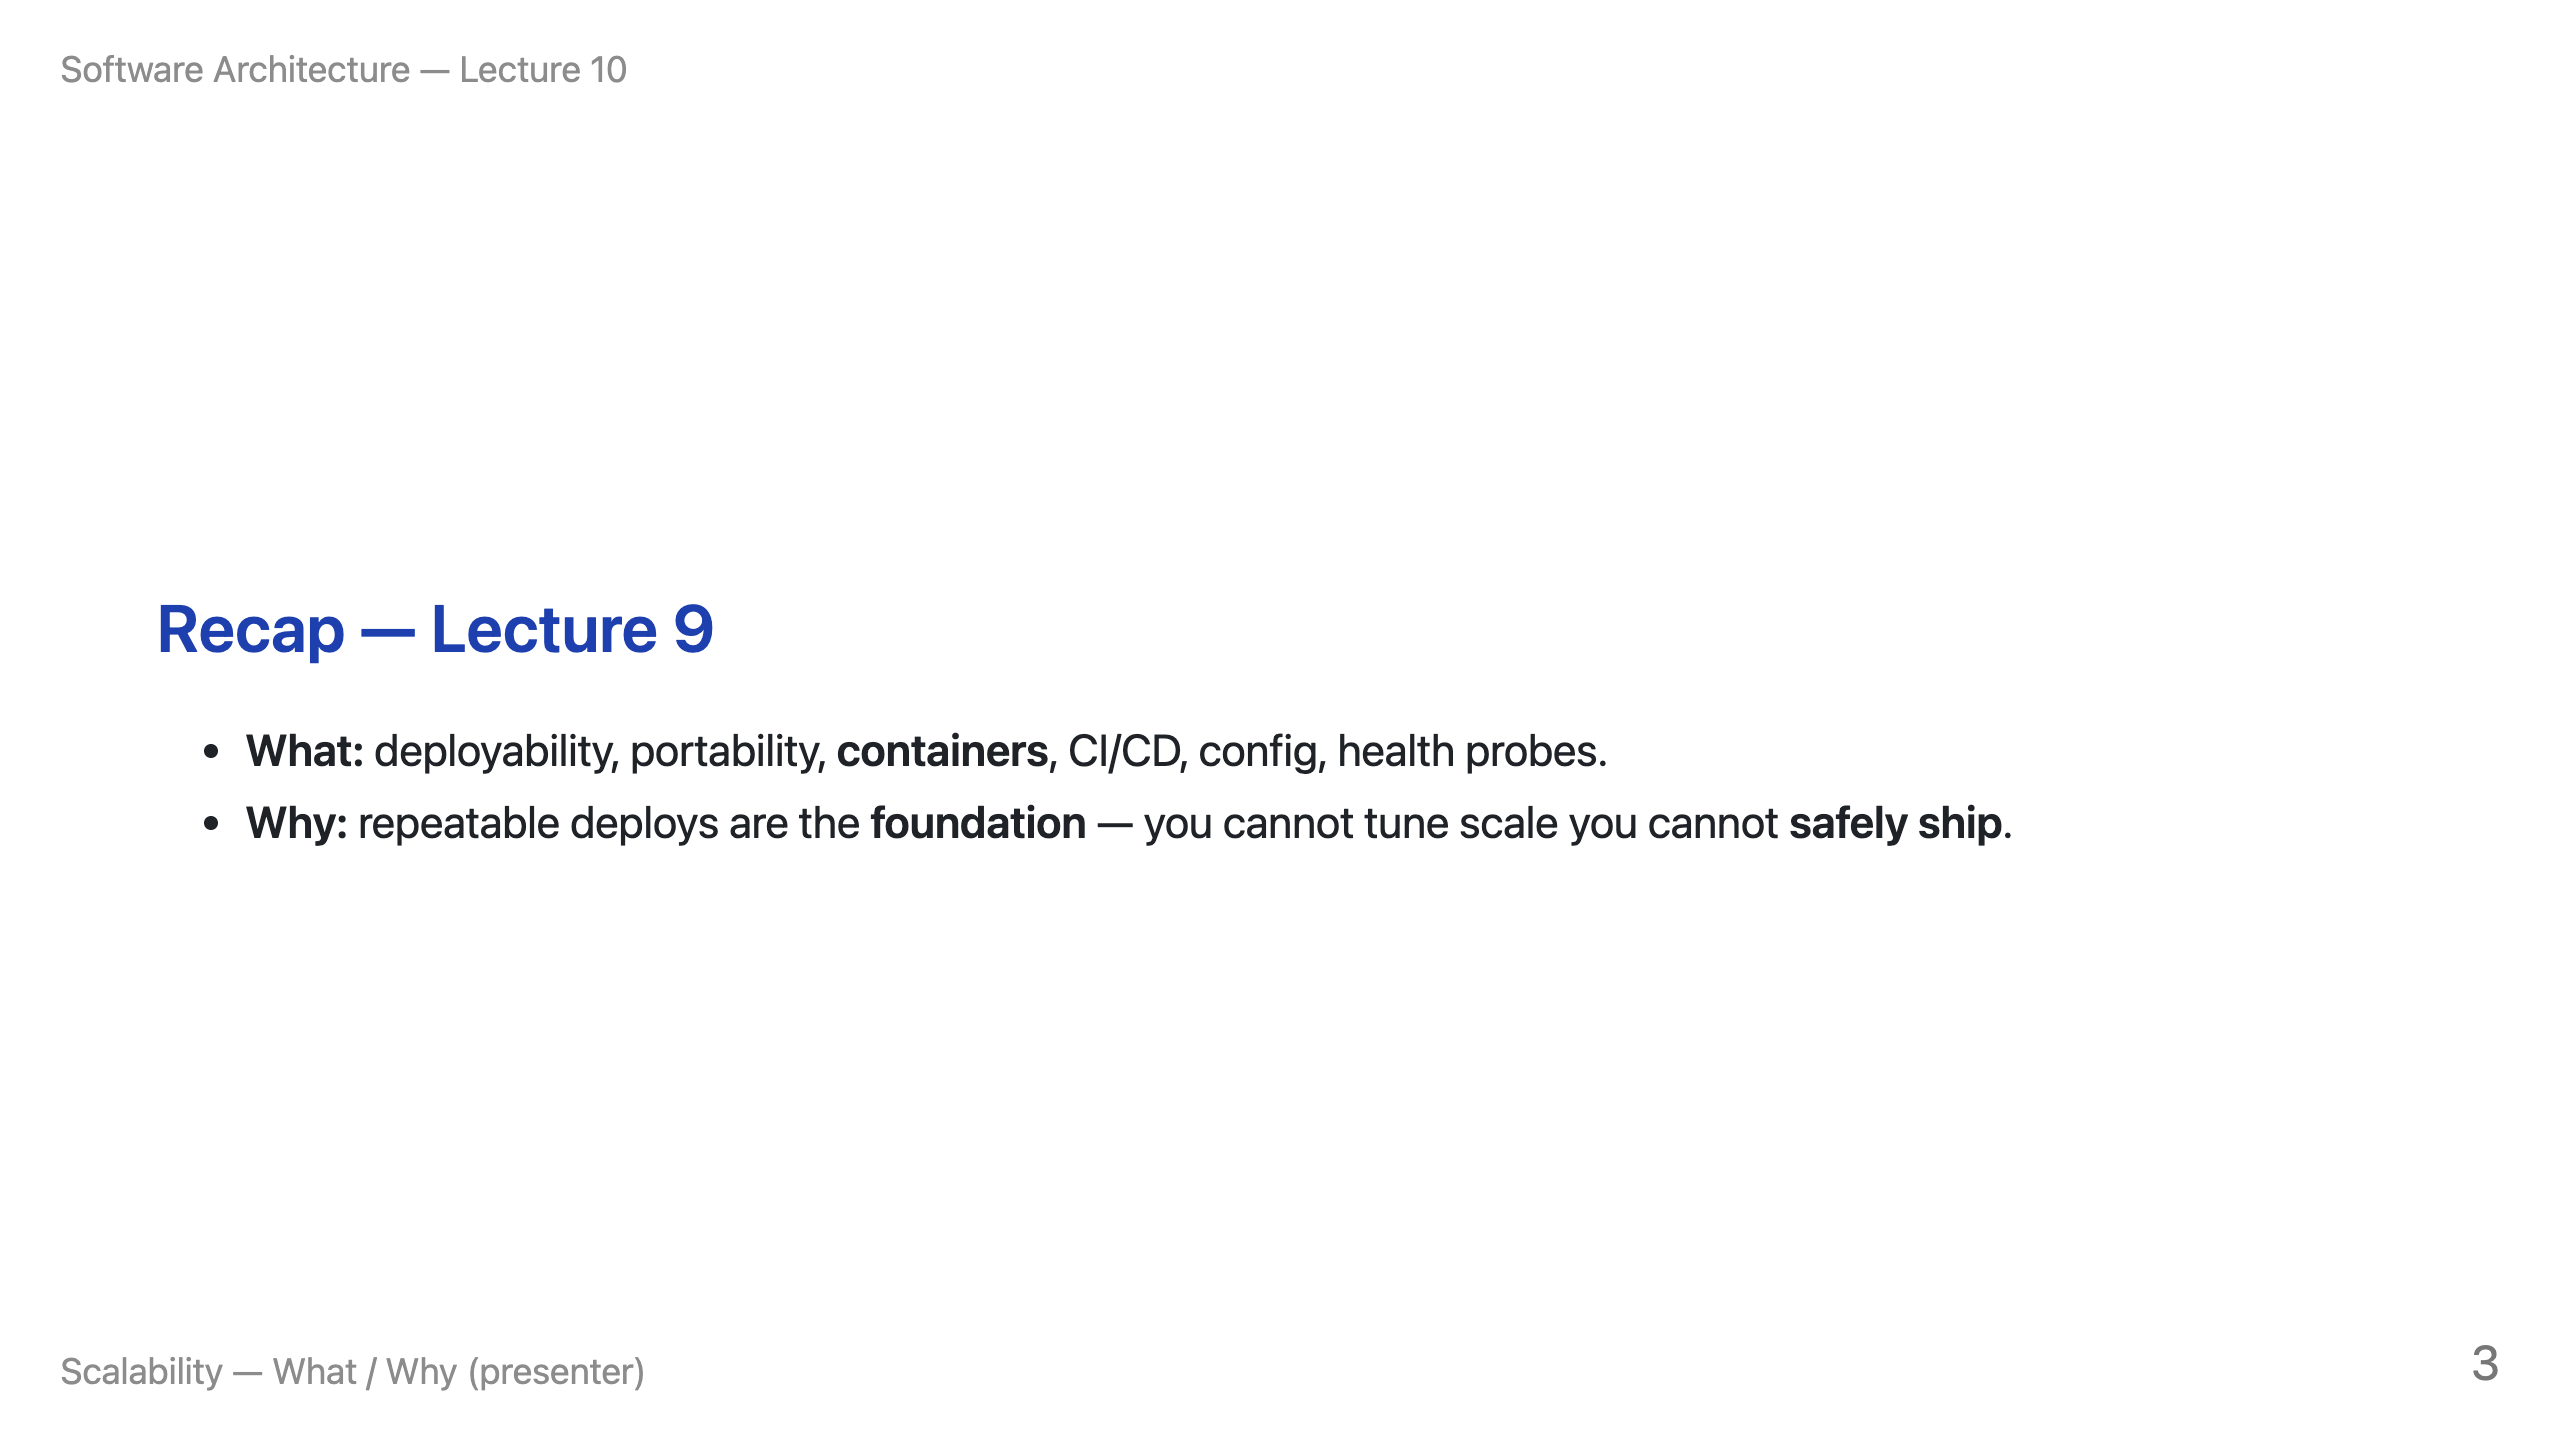 Software Architecture — Lecture 10
Recap — Lecture 9
• What: deployability, portability, containers, CI/CD, config, health probes.
• Why: repeatable deploys are the foundation — you cannot tune scale you cannot safely ship.
Scalability — What / Why (presenter)
3